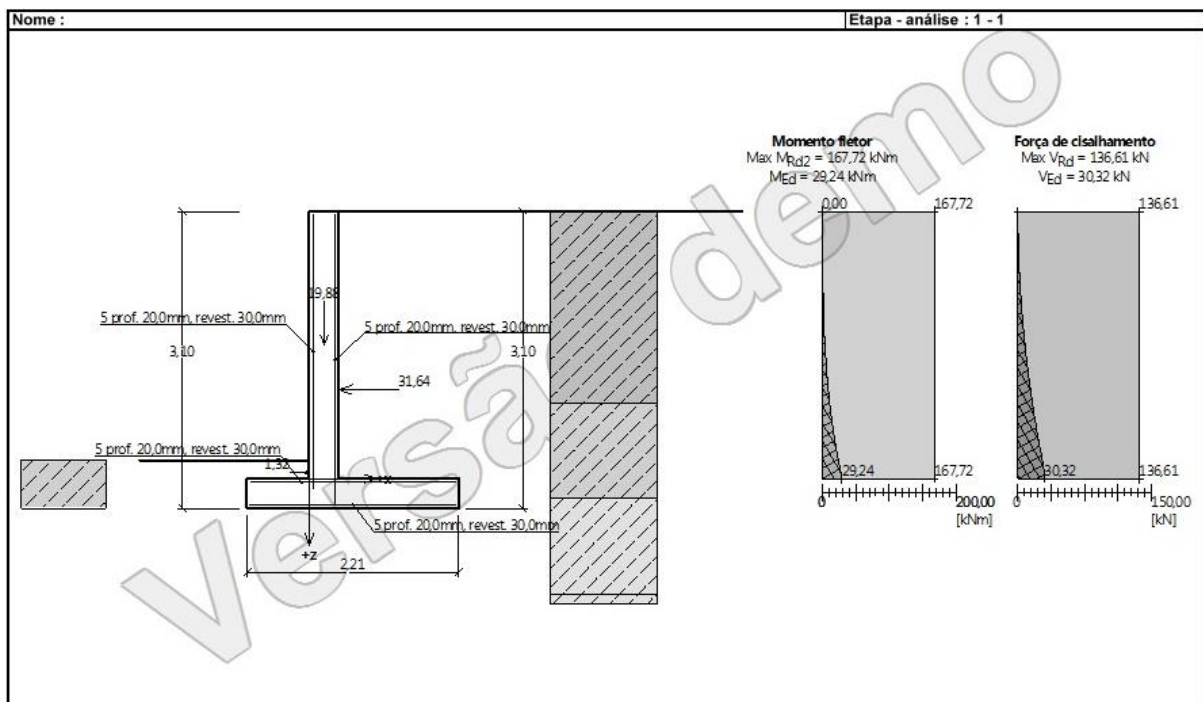 Nome :
Etapa - análise : 1 - 1
Versão demo
Momento fletor
Max MRd2 = 167,72 kNm
MEd = 29,24 kNm
Força de cisalhamento
Max VRd = 136,61 kN
VEd = 30,32 kN
0,00
167,72
136,61
19,88
5 prof. 20,0mm, revest. 30,0mm
5 prof. 20,0mm, revest. 30,0mm
3,10
3,10
31,64
5 prof. 20,0mm, revest. 30,0mm
1,32
+x
29,24
167,72
30,32
136,61
0
200,00
[kNm]
0
150,00
[kN]
5 prof. 20,0mm, revest. 30,0mm
+z
2,21